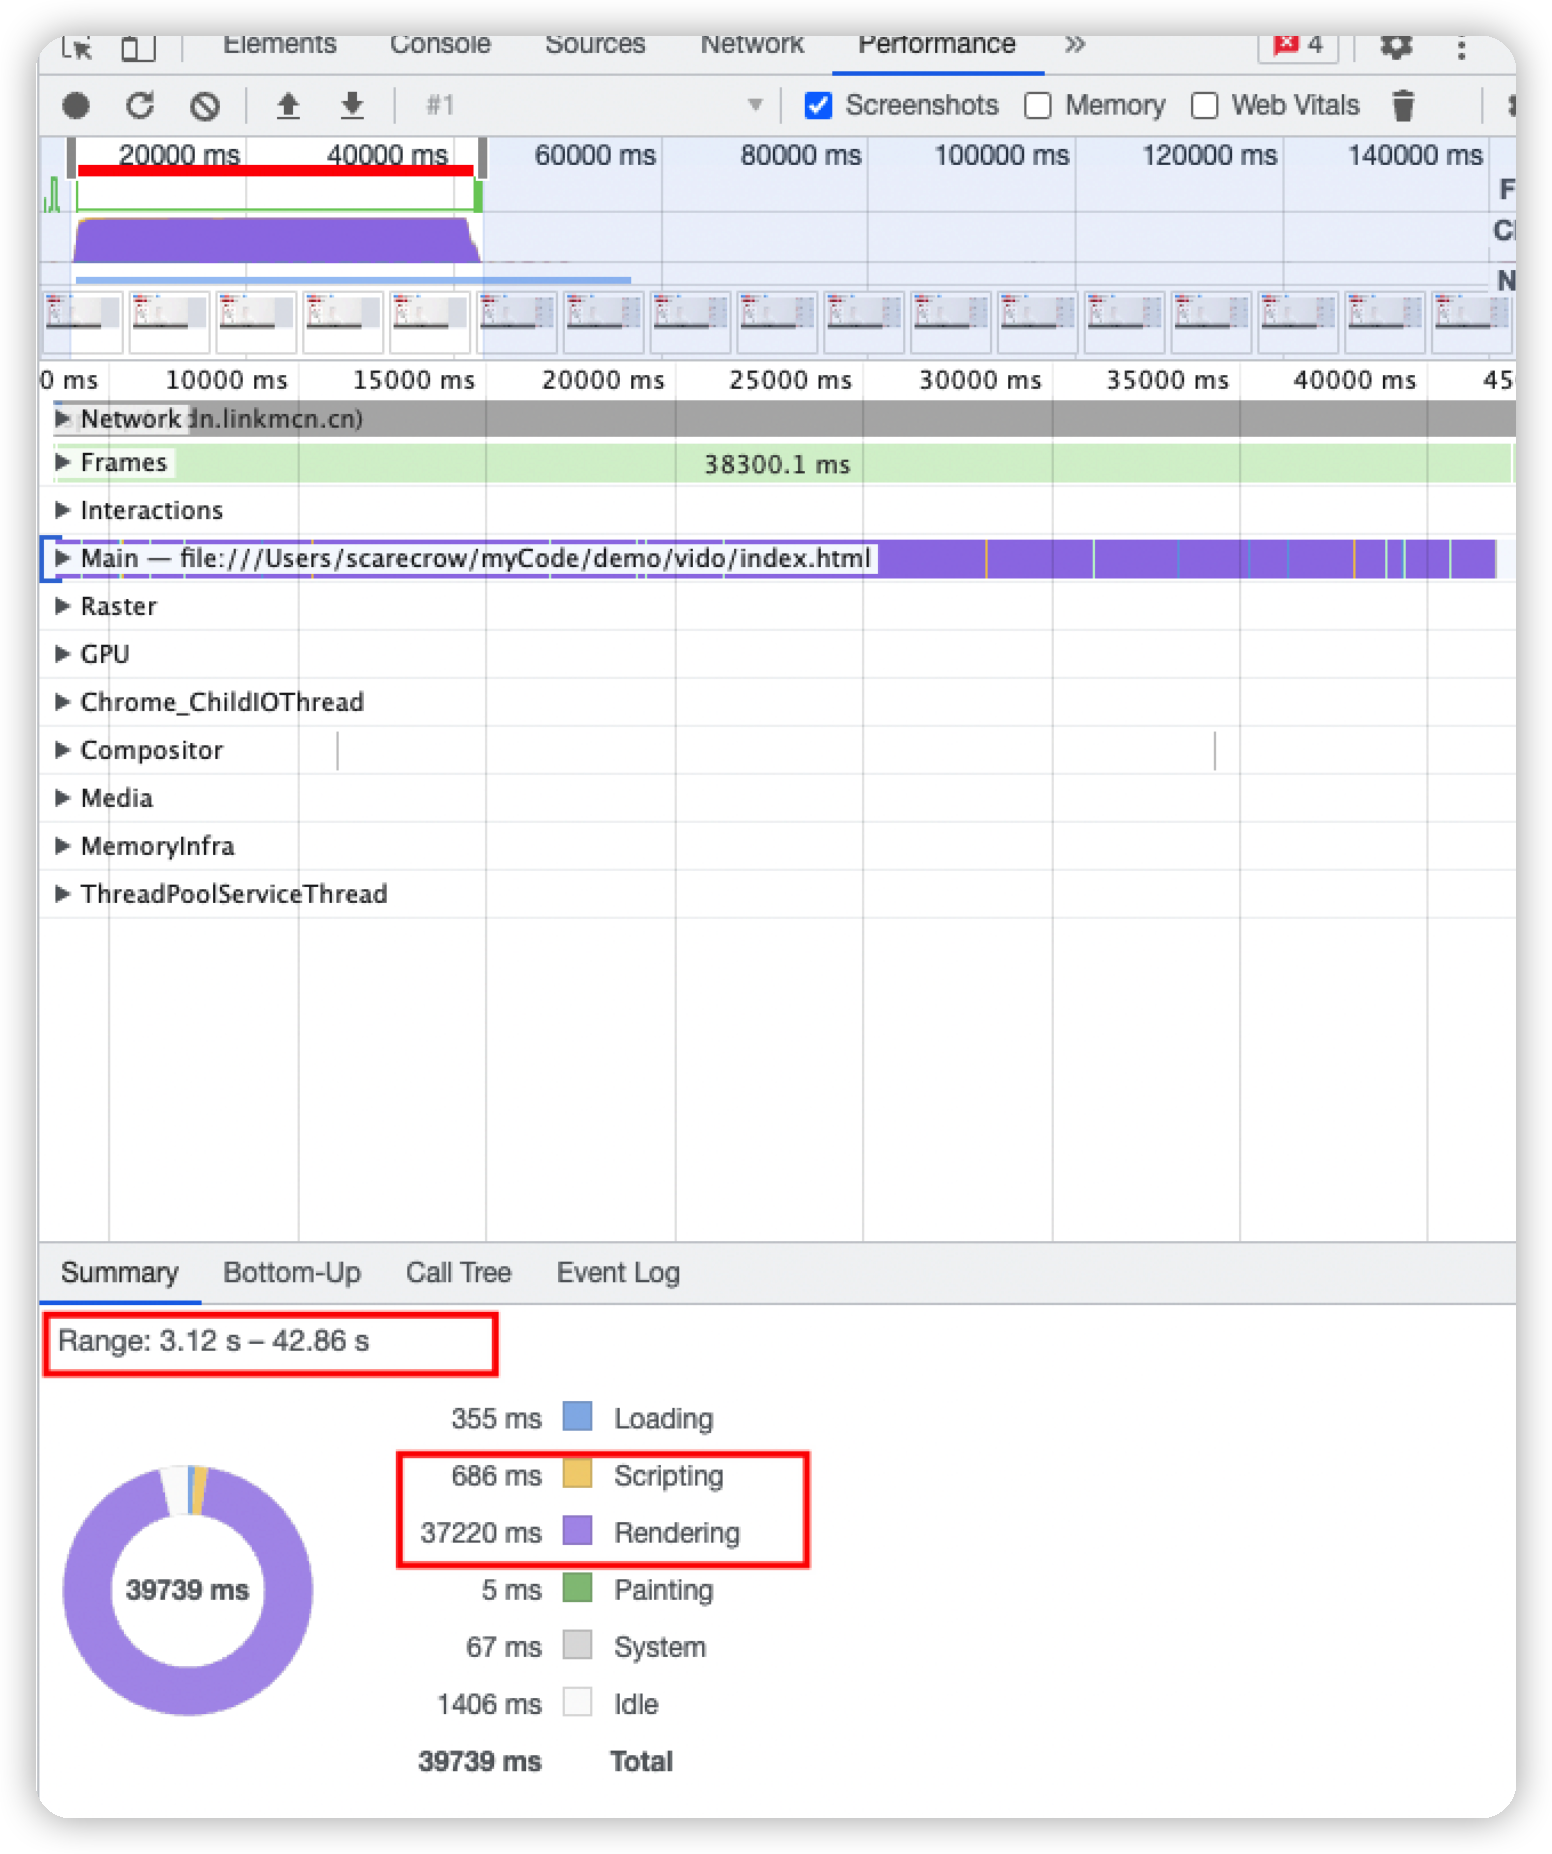 Elements Console Sources Network Performance » 4
#1 Screenshots Memory Web Vitals
20000 ms 40000 ms 60000 ms 80000 ms 100000 ms 120000 ms 140000 ms
F
N
0 ms 10000 ms 15000 ms 20000 ms 25000 ms 30000 ms 35000 ms 40000 ms 45
Network dn.linkmcn.cn)
Frames 38300.1 ms
Interactions
Main — file:///Users/scarecrow/myCode/demo/vido/index.html
Raster
GPU
Chrome_ChildIOThread
Compositor
Media
MemoryInfra
ThreadPoolServiceThread
Summary Bottom-Up Call Tree Event Log
Range: 3.12 s – 42.86 s
355 ms Loading
686 ms Scripting
37220 ms Rendering
39739 ms
5 ms Painting
67 ms System
1406 ms Idle
39739 ms Total